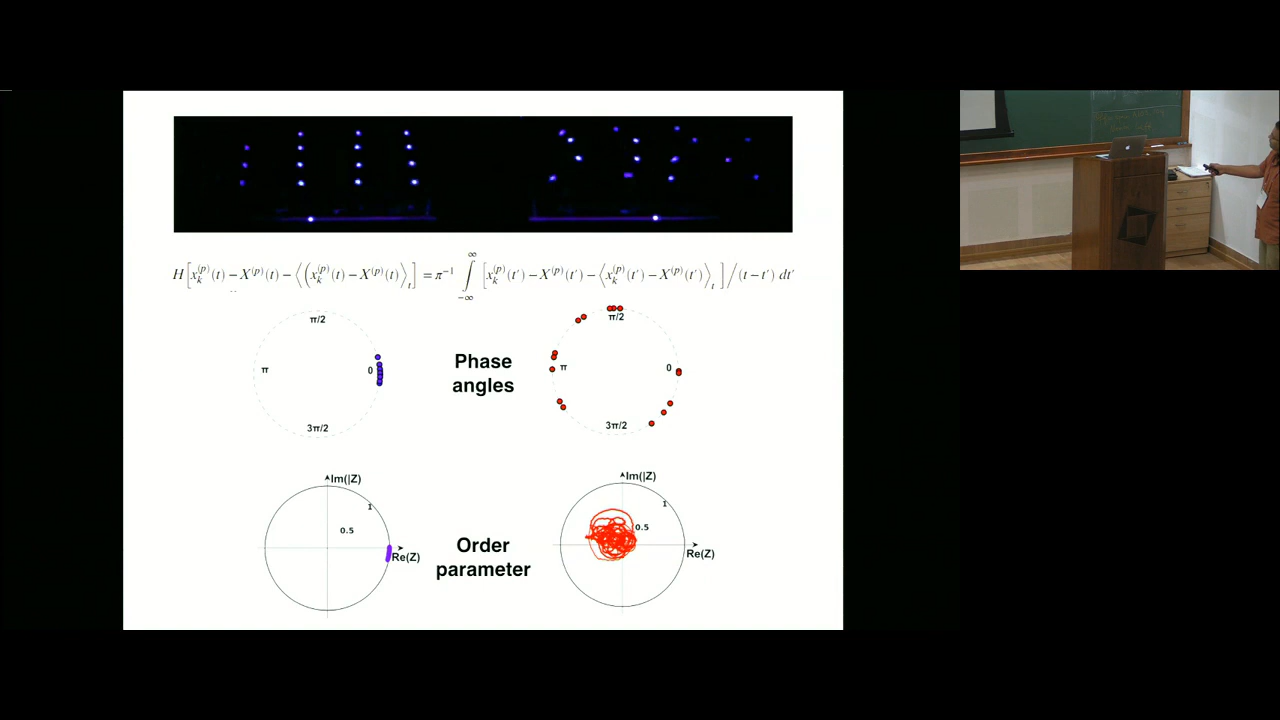 H[x_k^(p)(t) − X^(p)(t) − ⟨(x_k^(p)(t) − X^(p)(t)⟩_t] = π^−1 ∫_−∞^∞ [x_k^(p)(t′) − X^(p)(t′) − ⟨x_k^(p)(t′) − X^(p)(t′)⟩_t]/(t−t′) dt′
π/2
π
0
3π/2
Phase
angles
π/2
π
0
3π/2
Im(|Z)
1
0.5
Re(Z)
Order
parameter
Im(|Z)
1
0.5
Re(Z)